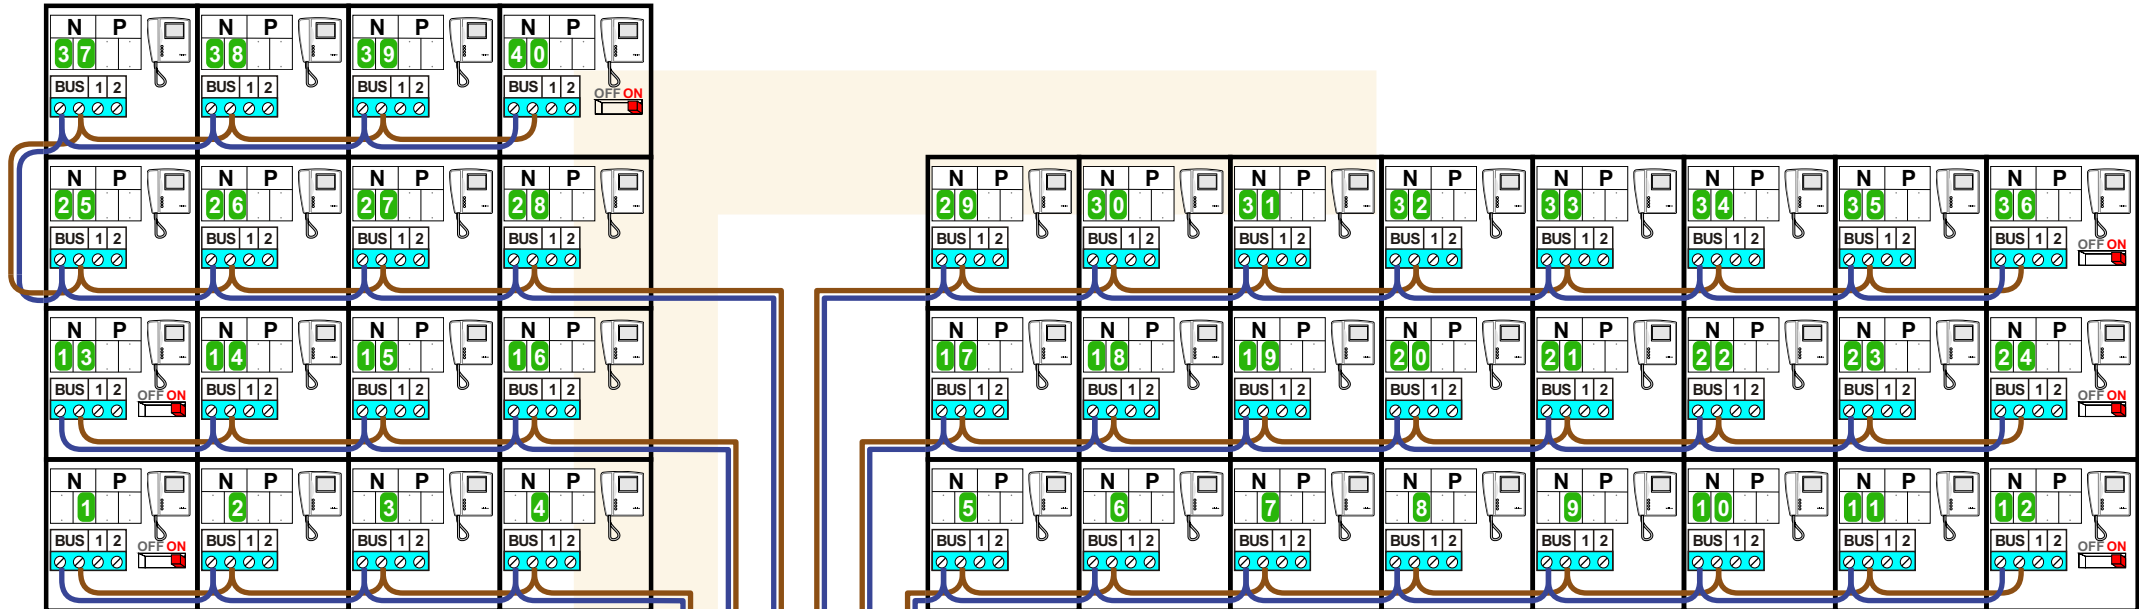 N P N P N P N P
37 38 39 40
BUS 1 2 BUS 1 2 BUS 1 2 BUS 1 2 OFF ON
N P N P N P N P N P N P N P N P N P N P N P N P
25 26 27 28 29 30 31 32 33 34 35 36
BUS 1 2 BUS 1 2 BUS 1 2 BUS 1 2 BUS 1 2 BUS 1 2 BUS 1 2 BUS 1 2 BUS 1 2 BUS 1 2 BUS 1 2 BUS 1 2 OFF ON
N P N P N P N P N P N P N P N P N P N P N P N P
13 14 15 16 17 18 19 20 21 22 23 24
BUS 1 2 OFF ON BUS 1 2 BUS 1 2 BUS 1 2 BUS 1 2 BUS 1 2 BUS 1 2 BUS 1 2 BUS 1 2 BUS 1 2 BUS 1 2 BUS 1 2 OFF ON
N P N P N P N P N P N P N P N P N P N P N P N P
1 2 3 4 5 6 7 8 9 10 11 12
BUS 1 2 OFF ON BUS 1 2 BUS 1 2 BUS 1 2 BUS 1 2 BUS 1 2 BUS 1 2 BUS 1 2 BUS 1 2 BUS 1 2 BUS 1 2 BUS 1 2 OFF ON